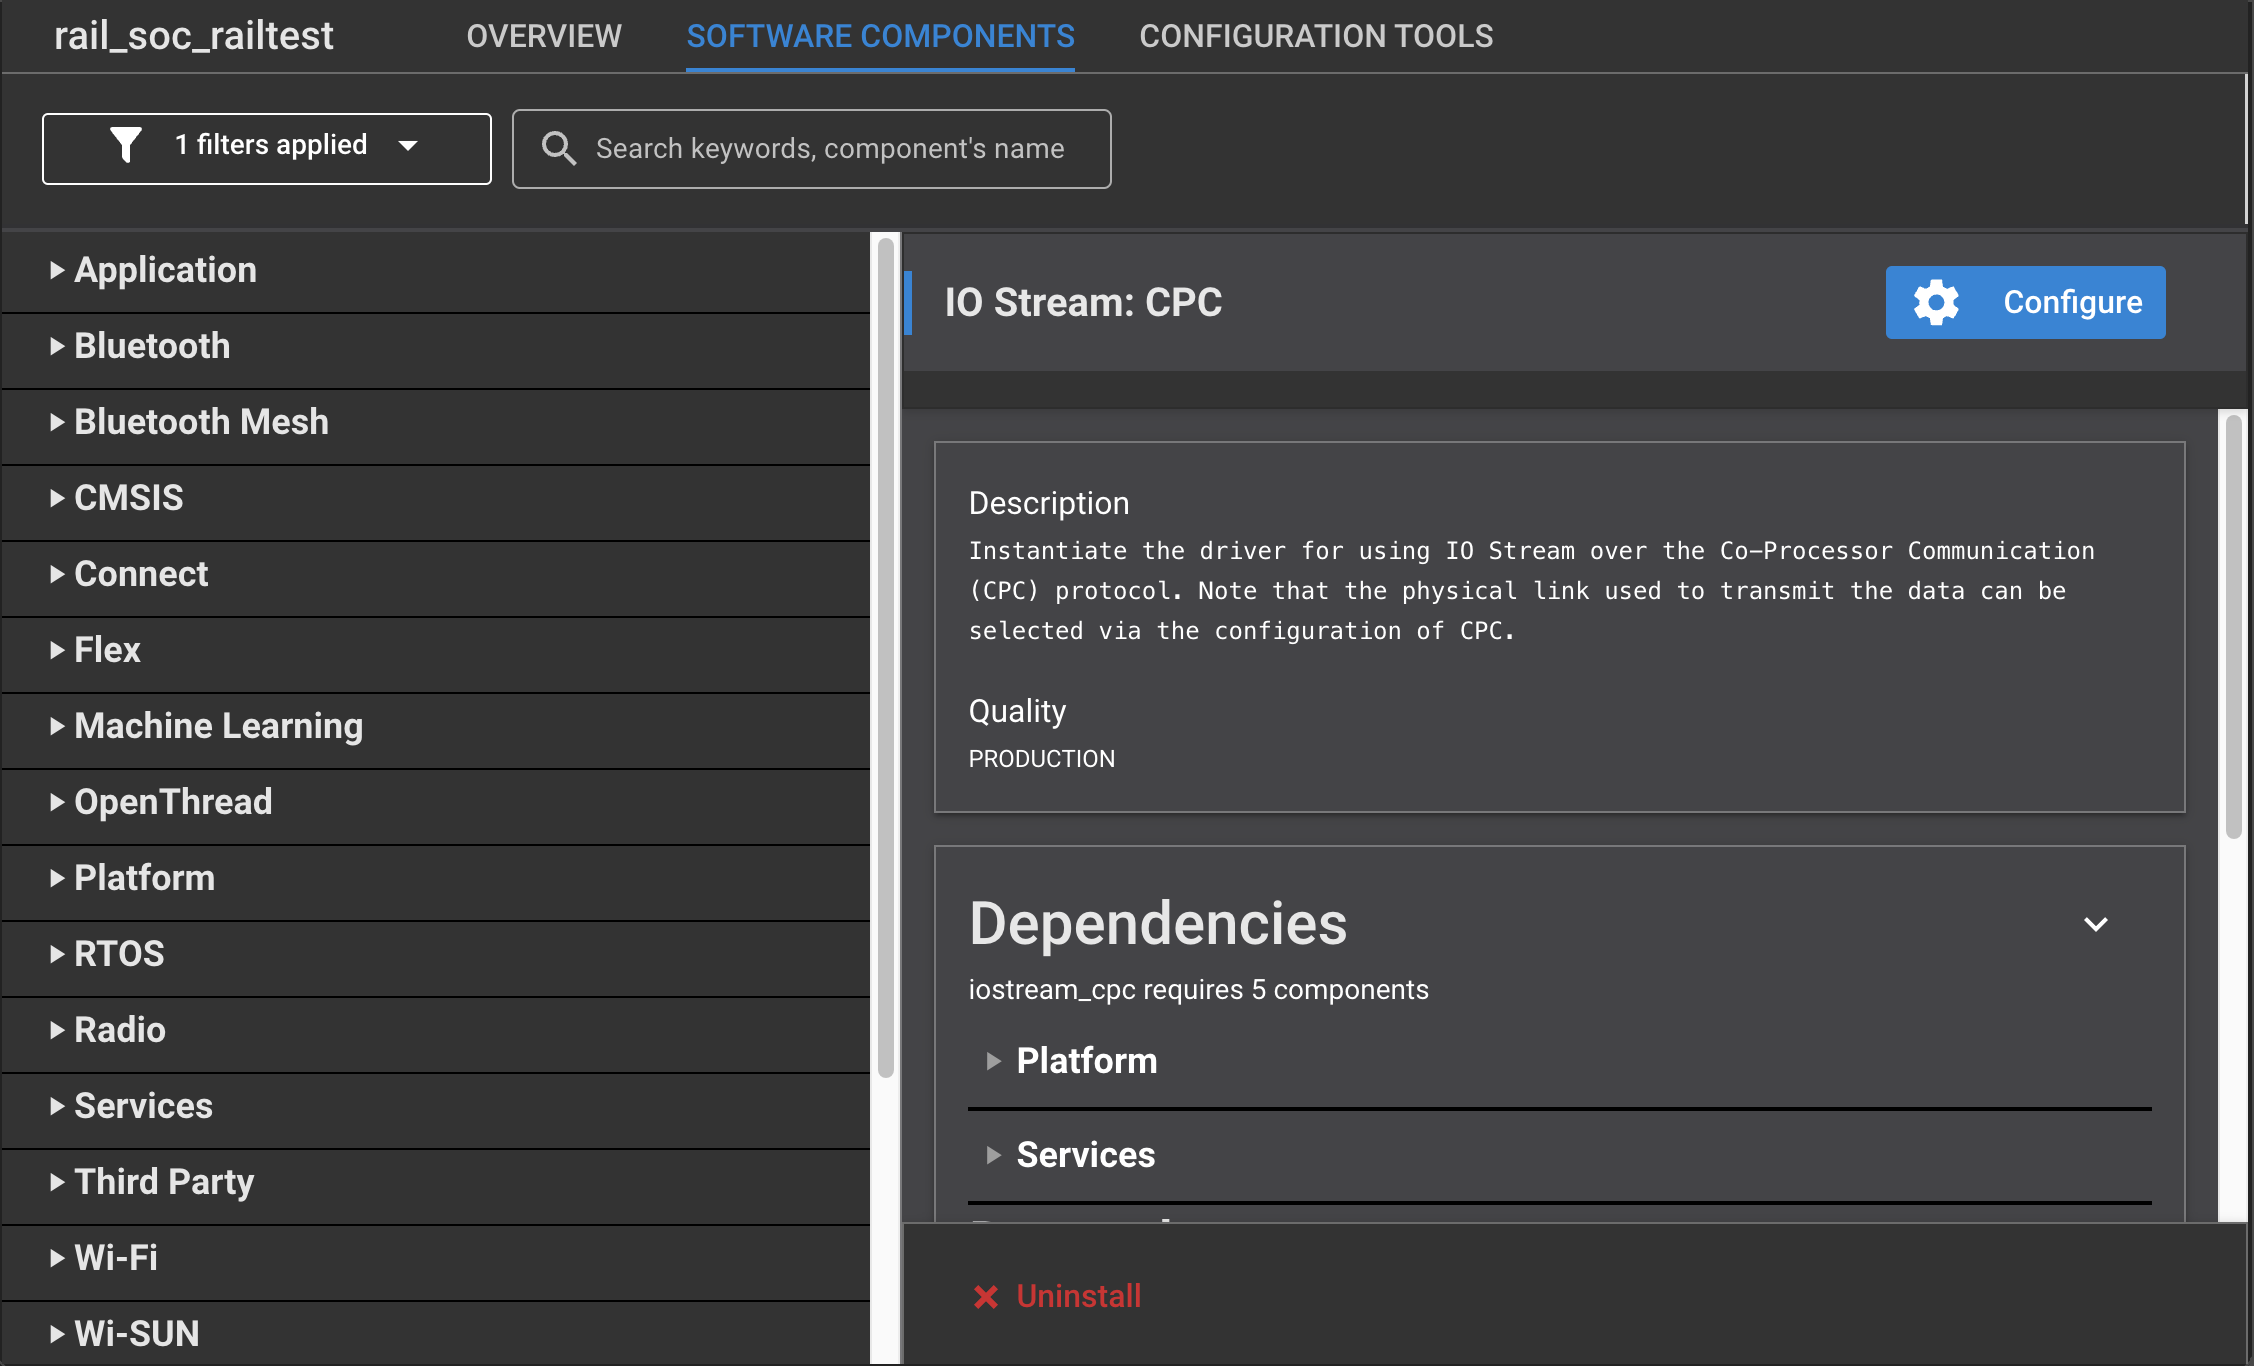 rail_soc_railtest
OVERVIEW
SOFTWARE COMPONENTS
CONFIGURATION TOOLS
1 filters applied
Search keywords, component's name
Application
Bluetooth
Bluetooth Mesh
CMSIS
Connect
Flex
Machine Learning
OpenThread
Platform
RTOS
Radio
Services
Third Party
Wi-Fi
Wi-SUN
IO Stream: CPC
Configure
Description
Instantiate the driver for using IO Stream over the Co-Processor Communication
(CPC) protocol. Note that the physical link used to transmit the data can be
selected via the configuration of CPC.
Quality
PRODUCTION
Dependencies
iostream_cpc requires 5 components
Platform
Services
Uninstall